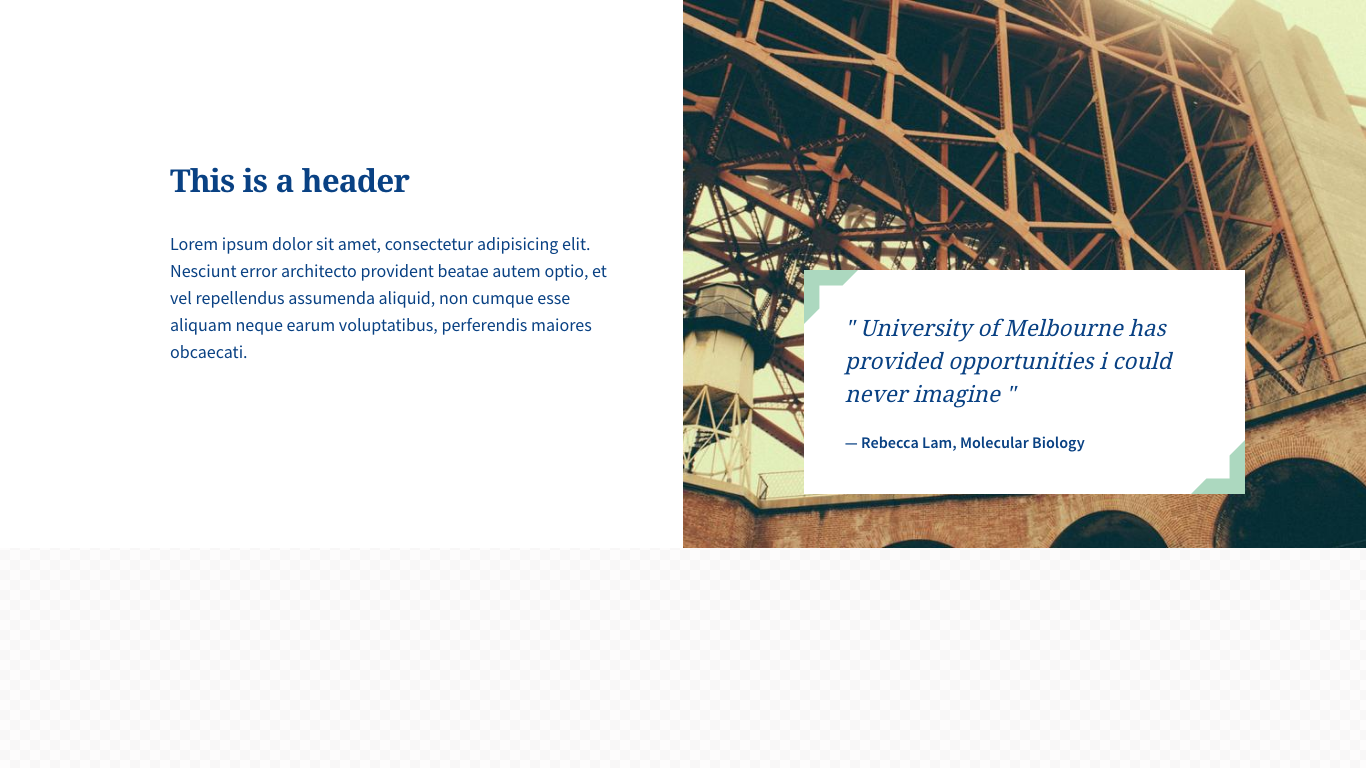 This is a header
Lorem ipsum dolor sit amet, consectetur adipisicing elit.
Nesciunt error architecto provident beatae autem optio, et
vel repellendus assumenda aliquid, non cumque esse
aliquam neque earum voluptatibus, perferendis maiores
obcaecati.
" University of Melbourne has
provided opportunities i could
never imagine "
— Rebecca Lam, Molecular Biology